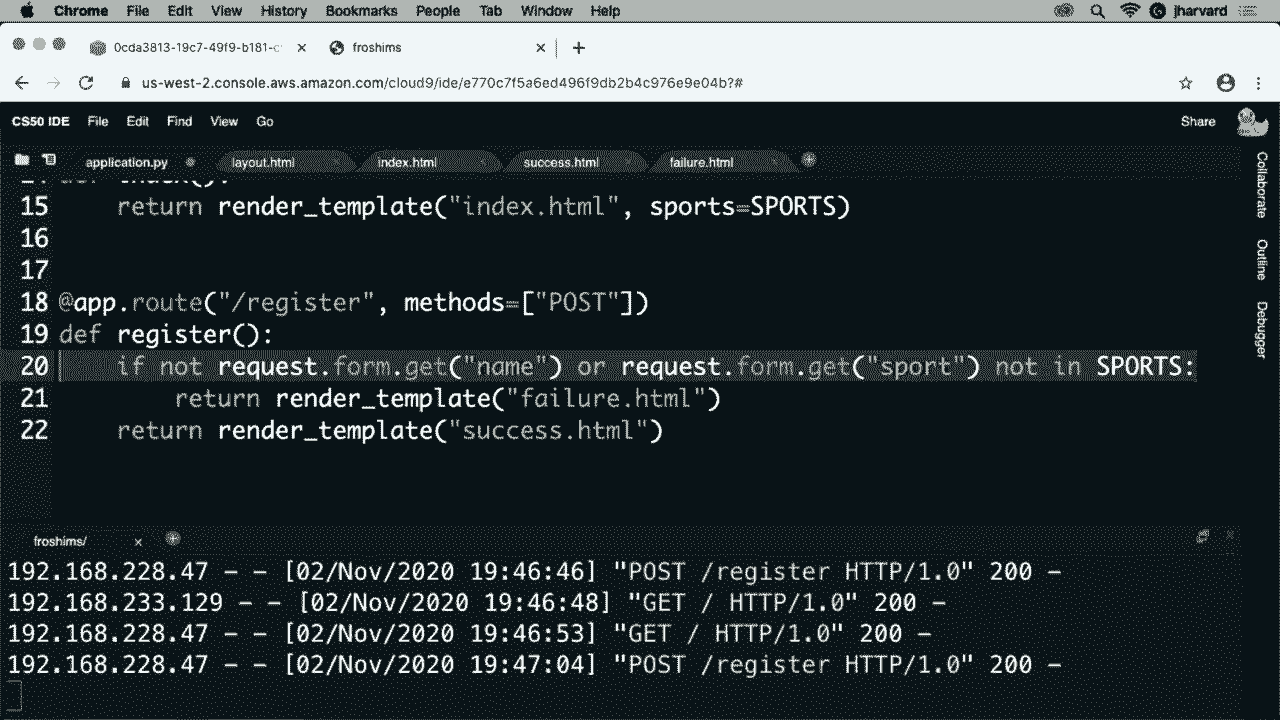 Chrome File Edit View History Bookmarks People Tab Window Help jharvard
0cda3813-19c7-49f9-b181-c froshims
us-west-2.console.aws.amazon.com/cloud9/ide/e770c7f5a6ed496f9db2b4c976e9e04b?#
CS50 IDE File Edit Find View Go Share
application.py layout.html index.html success.html failure.html
15 return render_template("index.html", sports=SPORTS)
16
17
18 @app.route("/register", methods=["POST"])
19 def register():
20 if not request.form.get("name") or request.form.get("sport") not in SPORTS:
21 return render_template("failure.html")
22 return render_template("success.html")
Collaborate
Outline
Debugger
froshims/
192.168.228.47 - - [02/Nov/2020 19:46:46] "POST /register HTTP/1.0" 200 -
192.168.233.129 - - [02/Nov/2020 19:46:48] "GET / HTTP/1.0" 200 -
192.168.228.47 - - [02/Nov/2020 19:46:53] "GET / HTTP/1.0" 200 -
192.168.228.47 - - [02/Nov/2020 19:47:04] "POST /register HTTP/1.0" 200 -